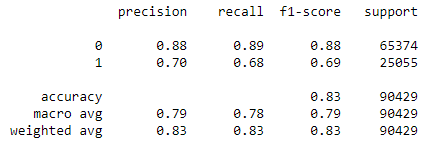 precision recall f1-score support
0 0.88 0.89 0.88 65374
1 0.70 0.68 0.69 25055
accuracy 0.83 90429
macro avg 0.79 0.78 0.79 90429
weighted avg 0.83 0.83 0.83 90429